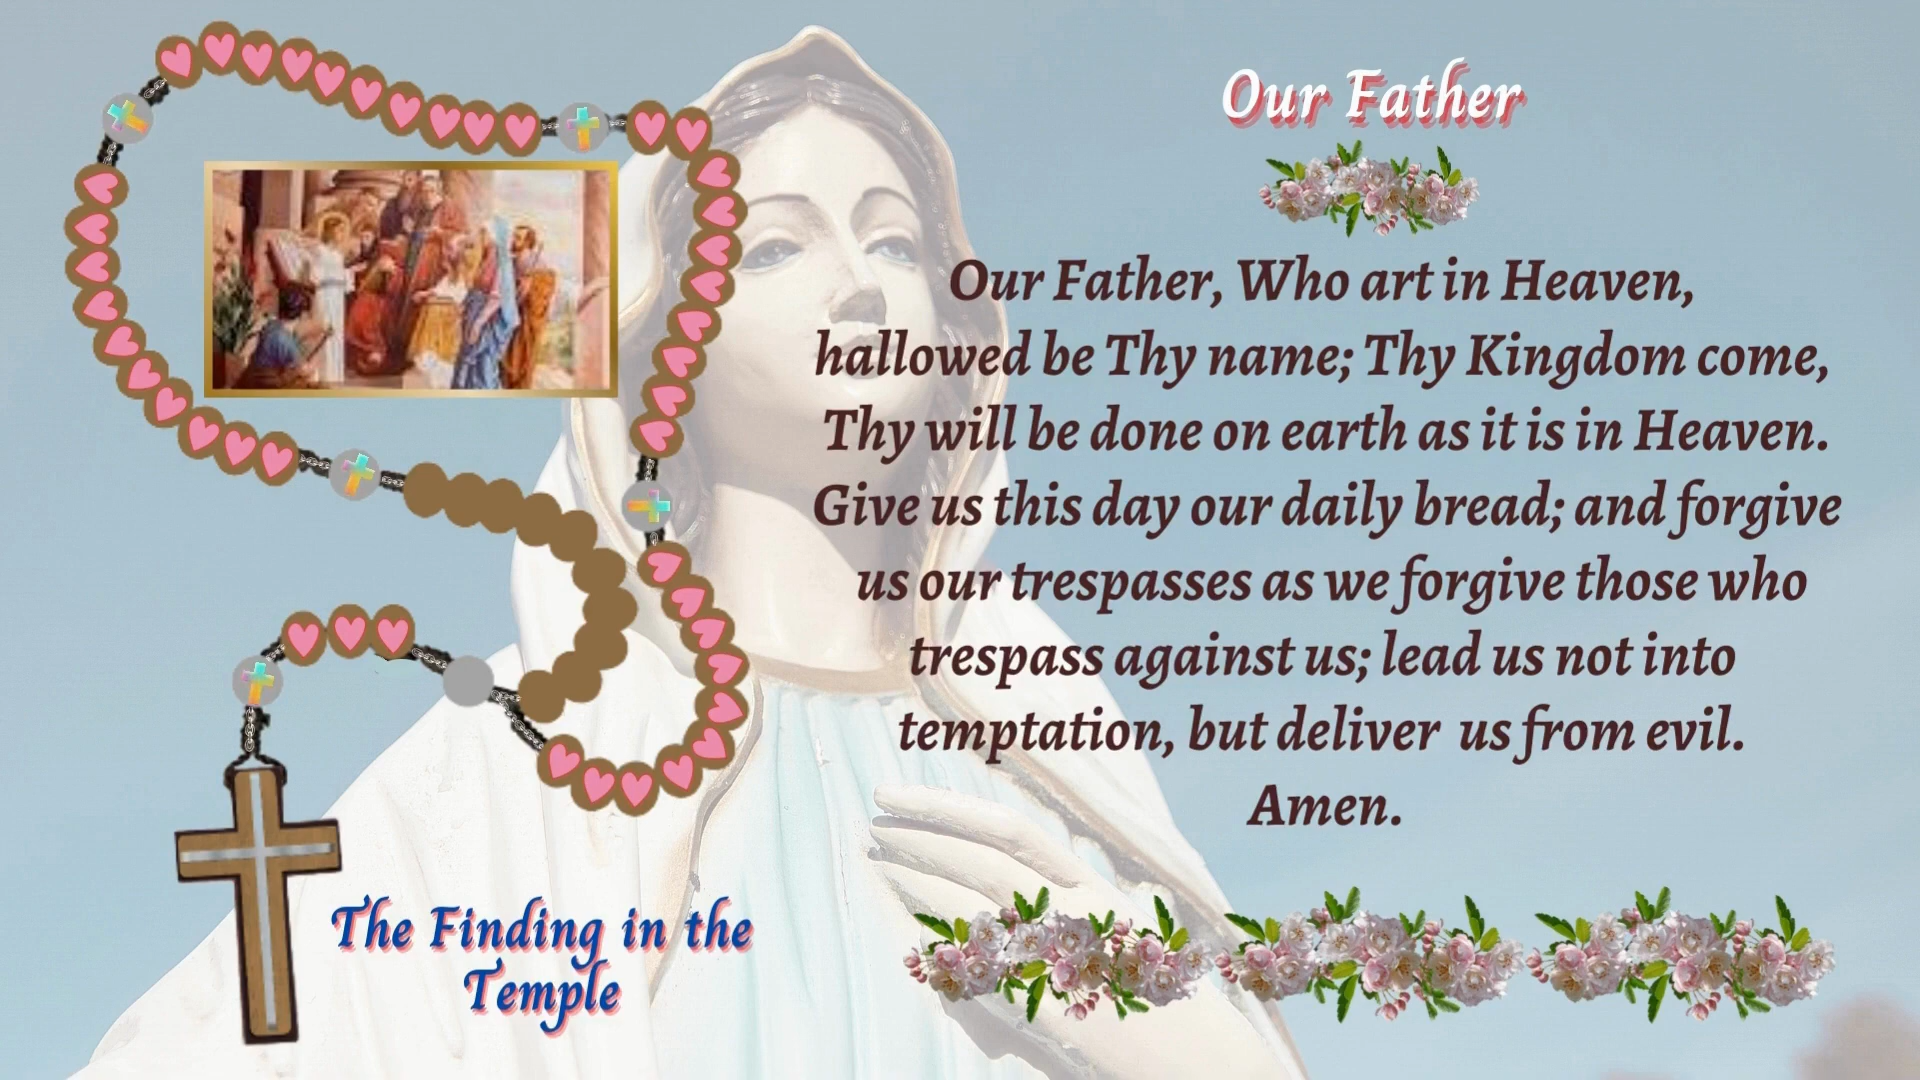 Our Father
Our Father, Who art in Heaven,
hallowed be Thy name; Thy Kingdom come,
Thy will be done on earth as it is in Heaven.
Give us this day our daily bread; and forgive
us our trespasses as we forgive those who
trespass against us; lead us not into
temptation, but deliver us from evil.
Amen.
The Finding in the
Temple